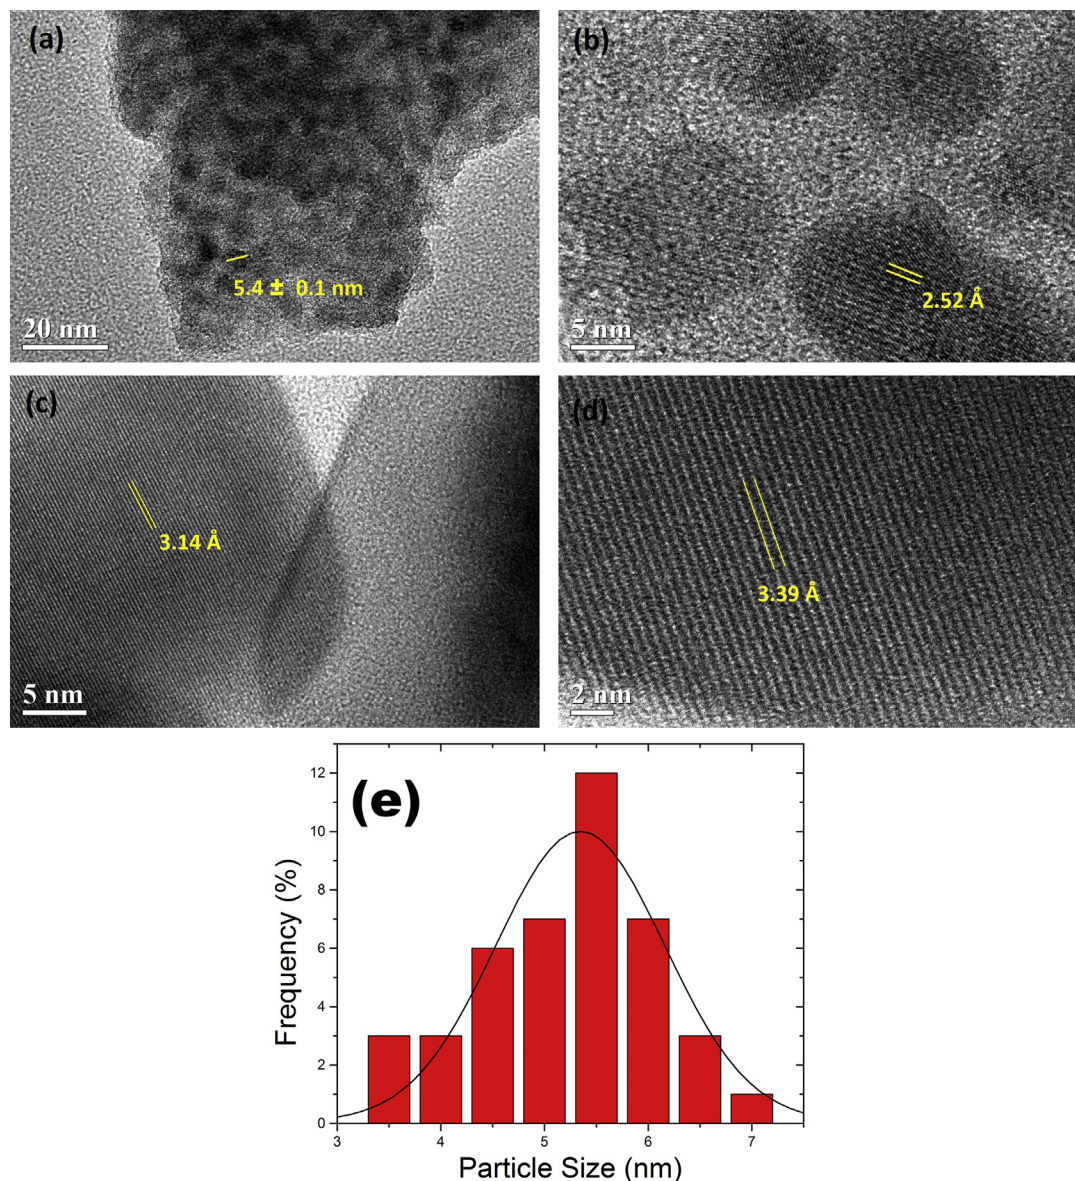 (a)
5.4 ± 0.1 nm
20 nm
(b)
2.52 Å
5 nm
(c)
3.14 Å
5 nm
(d)
3.39 Å
2 nm
(e)
Frequency (%)
12
10
8
6
4
2
0
3 4 5 6 7
Particle Size (nm)